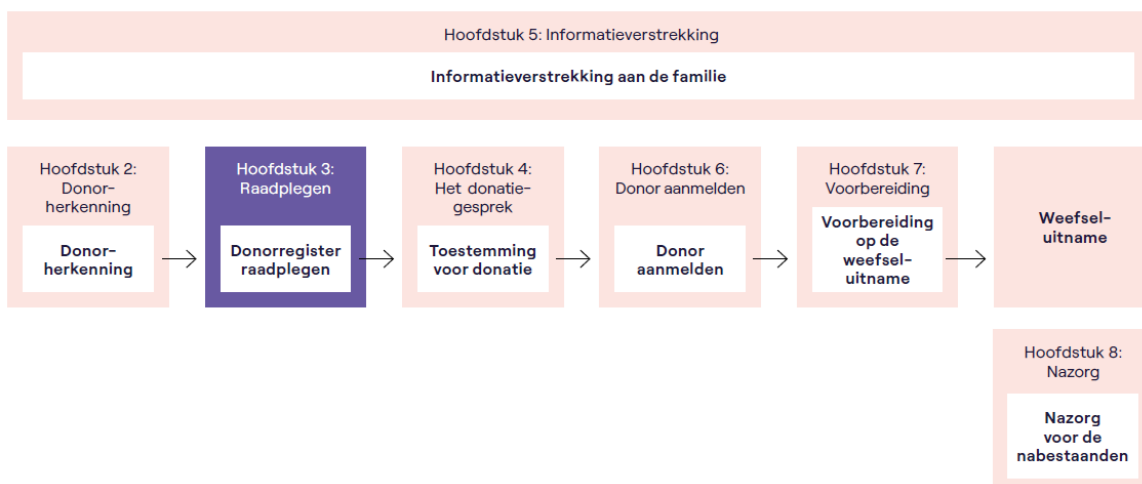 Hoofdstuk 5: Informatieverstrekking
Informatieverstrekking aan de familie
Hoofdstuk 2:
Donor-
herkenning
Donor-
herkenning
Hoofdstuk 3:
Raadplegen
Donorregister
raadplegen
Hoofdstuk 4:
Het donatie-
gesprek
Toestemming
voor donatie
Hoofdstuk 6:
Donor aanmelden
Donor
aanmelden
Hoofdstuk 7:
Voorbereiding
Voorbereiding
op de
weefsel-
uitname
Weefsel-
uitname
Hoofdstuk 8:
Nazorg
Nazorg
voor de
nabestaanden